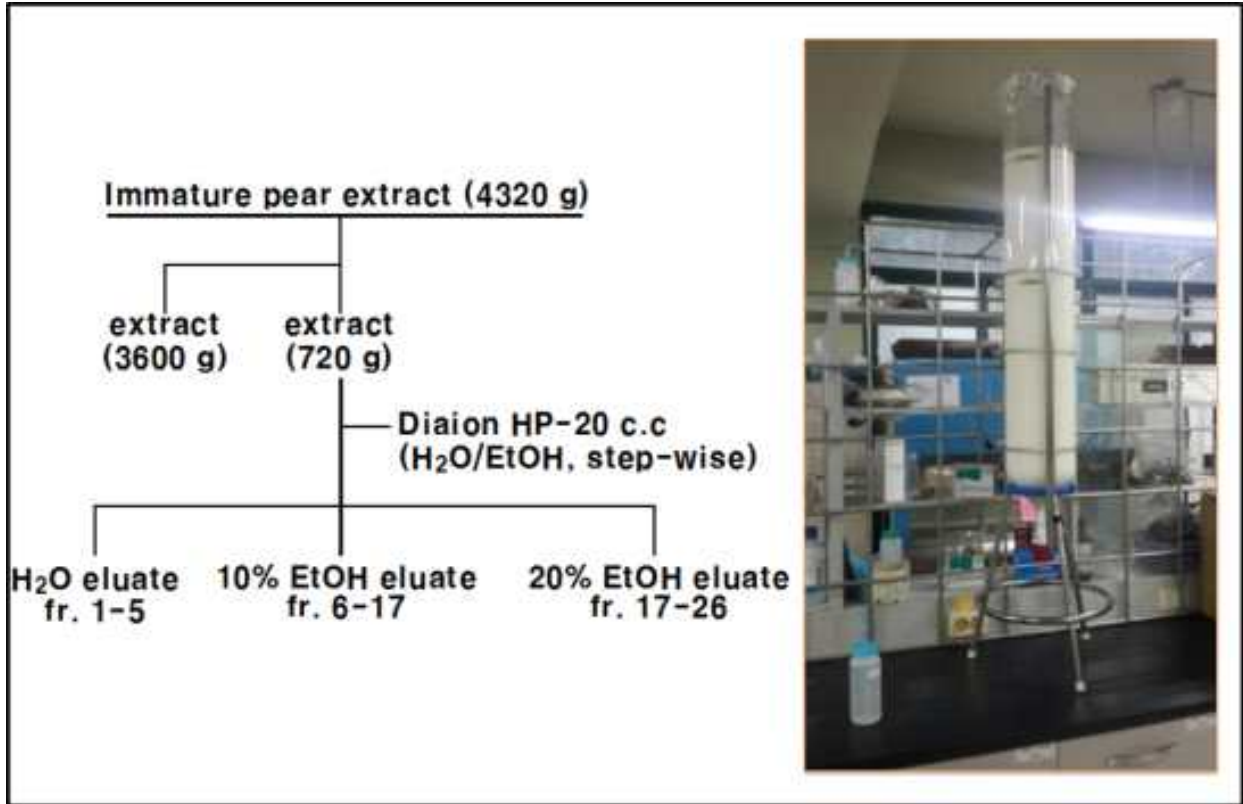 Immature pear extract (4320 g)
extract
(3600 g)
extract
(720 g)
Diaion HP-20 c.c
(H₂O/EtOH, step-wise)
H₂O eluate
fr. 1-5
10% EtOH eluate
fr. 6-17
20% EtOH eluate
fr. 17-26